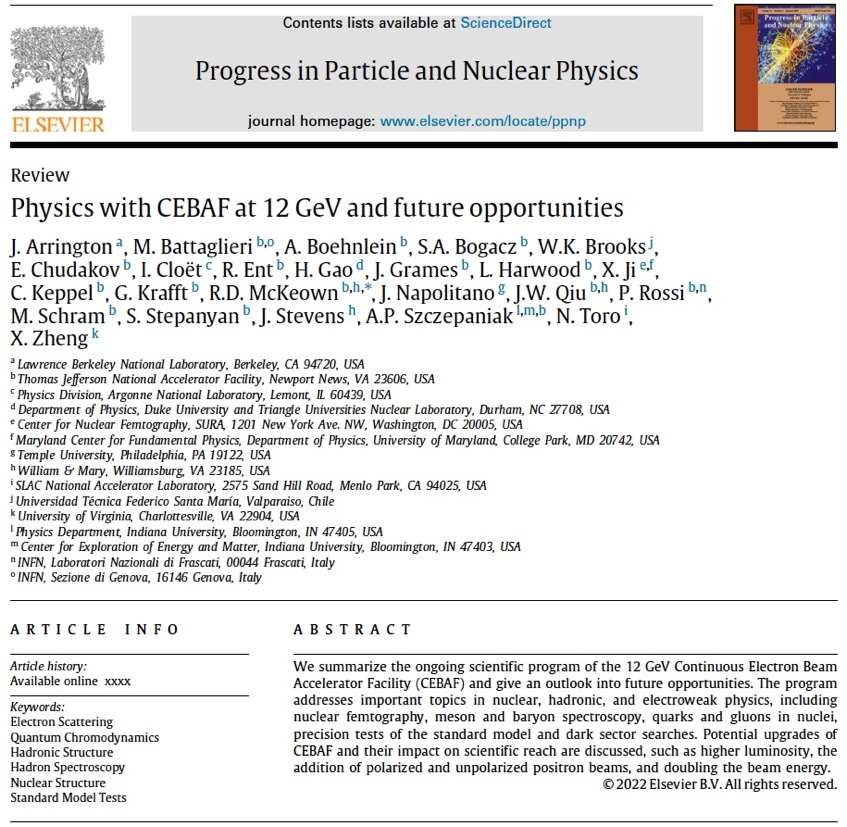 Contents lists available at ScienceDirect
Progress in Particle and Nuclear Physics
journal homepage: www.elsevier.com/locate/ppnp
ELSEVIER
Progress in Particle
and Nuclear Physics
Review
Physics with CEBAF at 12 GeV and future opportunities
J. Arrington a, M. Battaglieri b,o, A. Boehnlein b, S.A. Bogacz b, W.K. Brooks j,
E. Chudakov b, I. Cloët c, R. Ent b, H. Gao d, J. Grames b, L. Harwood b, X. Ji e,f,
C. Keppel b, G. Krafft b, R.D. McKeown b,h,*, J. Napolitano g, J.W. Qiu b,h, P. Rossi b,n,
M. Schram b, S. Stepanyan b, J. Stevens h, A.P. Szczepaniak l,m,b, N. Toro i,
X. Zheng k
a Lawrence Berkeley National Laboratory, Berkeley, CA 94720, USA
b Thomas Jefferson National Accelerator Facility, Newport News, VA 23606, USA
c Physics Division, Argonne National Laboratory, Lemont, IL 60439, USA
d Department of Physics, Duke University and Triangle Universities Nuclear Laboratory, Durham, NC 27708, USA
e Center for Nuclear Femtography, SURA, 1201 New York Ave. NW, Washington, DC 20005, USA
f Maryland Center for Fundamental Physics, Department of Physics, University of Maryland, College Park, MD 20742, USA
g Temple University, Philadelphia, PA 19122, USA
h William & Mary, Williamsburg, VA 23185, USA
i SLAC National Accelerator Laboratory, 2575 Sand Hill Road, Menlo Park, CA 94025, USA
j Universidad Técnica Federico Santa María, Valparaiso, Chile
k University of Virginia, Charlottesville, VA 22904, USA
l Physics Department, Indiana University, Bloomington, IN 47405, USA
m Center for Exploration of Energy and Matter, Indiana University, Bloomington, IN 47403, USA
n INFN, Laboratori Nazionali di Frascati, 00044 Frascati, Italy
o INFN, Sezione di Genova, 16146 Genova, Italy
ARTICLE INFO
Article history:
Available online xxxx
Keywords:
Electron Scattering
Quantum Chromodynamics
Hadronic Structure
Hadron Spectroscopy
Nuclear Structure
Standard Model Tests
ABSTRACT
We summarize the ongoing scientific program of the 12 GeV Continuous Electron Beam
Accelerator Facility (CEBAF) and give an outlook into future opportunities. The program
addresses important topics in nuclear, hadronic, and electroweak physics, including
nuclear femtography, meson and baryon spectroscopy, quarks and gluons in nuclei,
precision tests of the standard model and dark sector searches. Potential upgrades of
CEBAF and their impact on scientific reach are discussed, such as higher luminosity, the
addition of polarized and unpolarized positron beams, and doubling the beam energy.
© 2022 Elsevier B.V. All rights reserved.